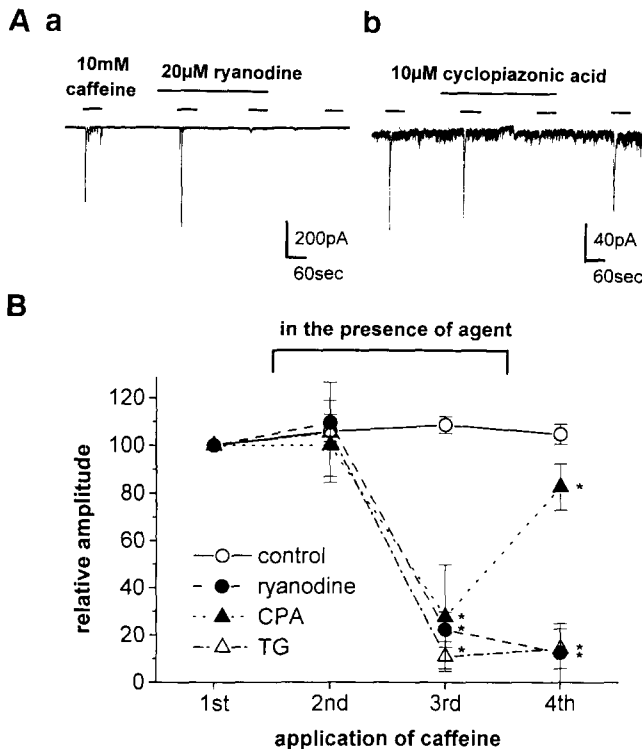 A a
b
10mM
caffeine
20µM ryanodine
10µM cyclopiazonic acid
200pA
60sec
40pA
60sec
B
in the presence of agent
relative amplitude
120
100
80
60
40
20
0
control
ryanodine
CPA
TG
*
*
*
*
*
*
1st
2nd
3rd
4th
application of caffeine